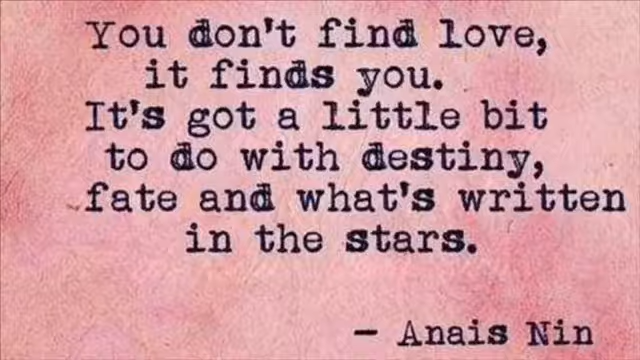 You don't find love,
it finds you.
It's got a little bit
to do with destiny,
fate and what's written
in the stars.
- Anais Nin